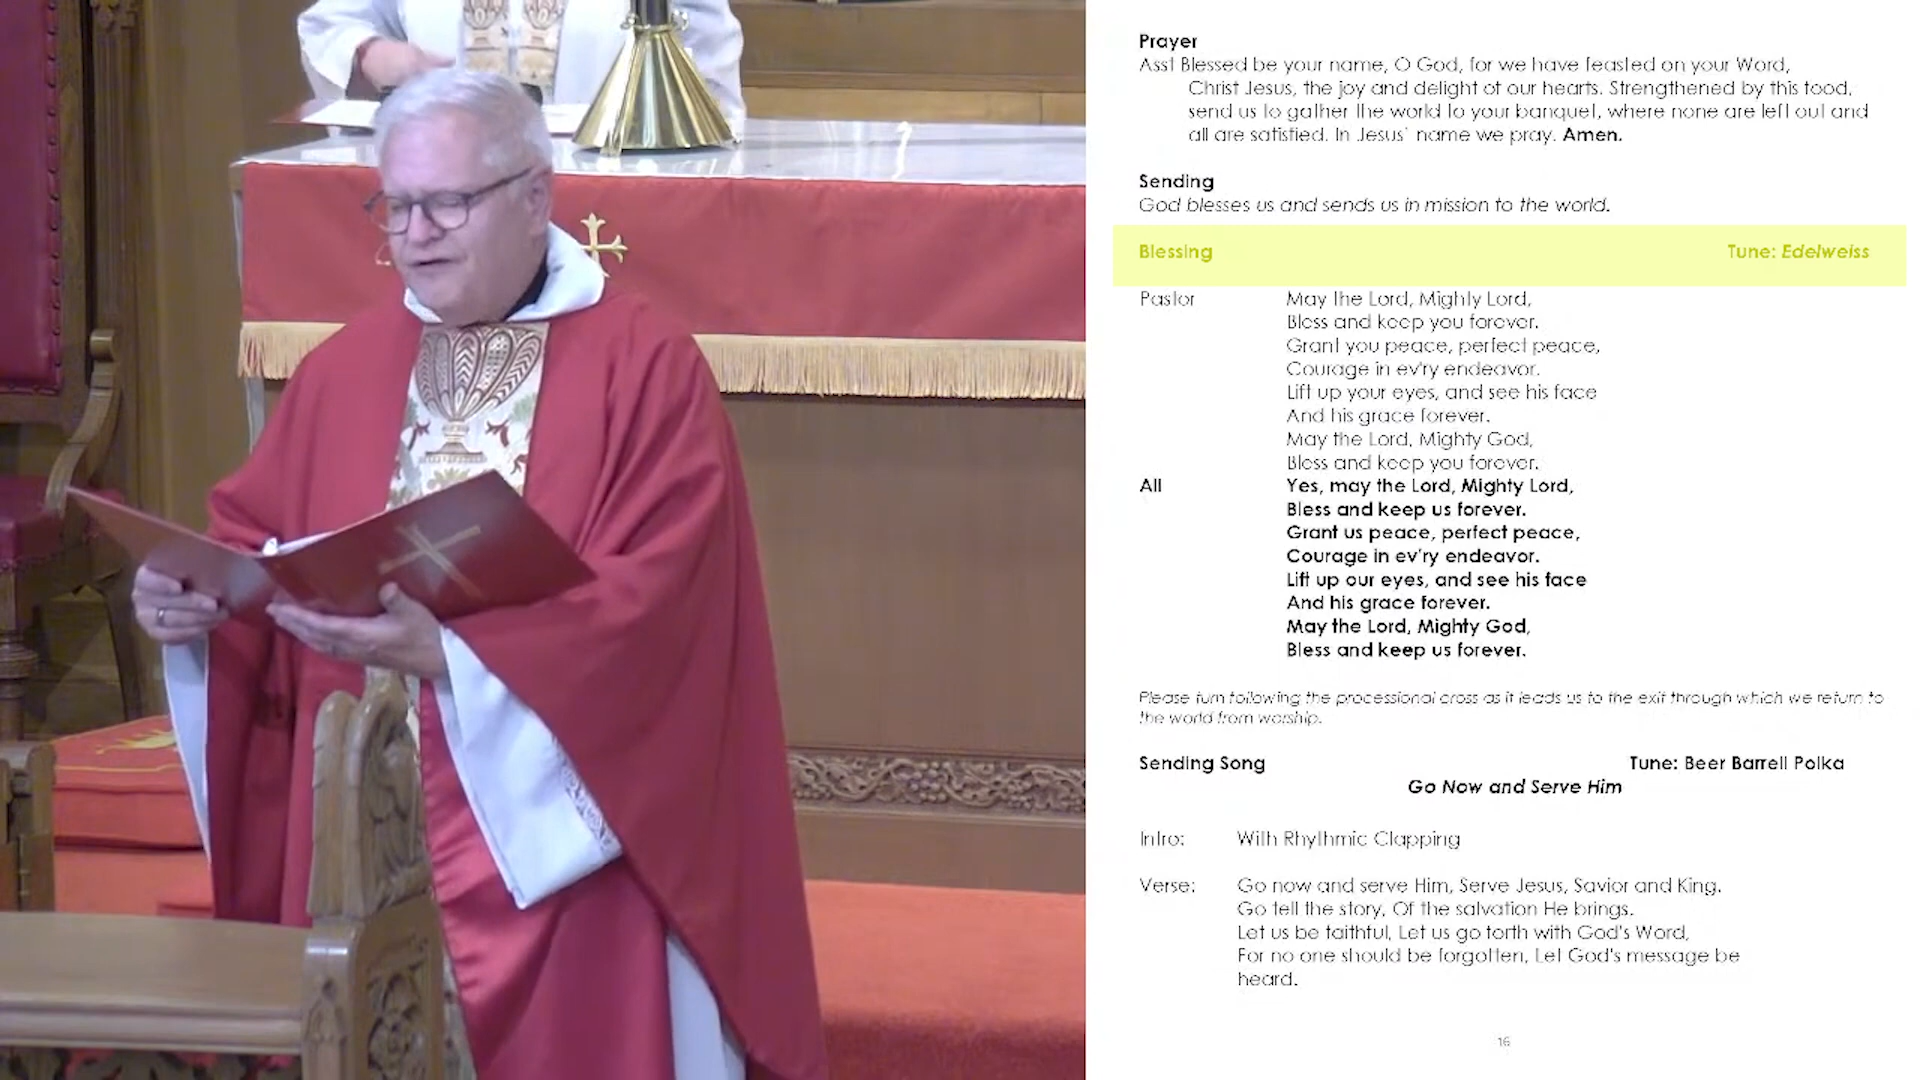 Prayer
Asst Blessed be your name, O God, for we have feasted on your Word,
Christ Jesus, the joy and delight of our hearts. Strengthened by this food,
send us to gather the world to your banquet, where none are left out and
all are satisfied. In Jesus' name we pray. Amen.
Sending
God blesses us and sends us in mission to the world.
Blessing Tune: Edelweiss
Pastor May the Lord, Mighty Lord,
Bless and keep you forever.
Grant you peace, perfect peace,
Courage in ev'ry endeavor.
Lift up your eyes, and see his face
And his grace forever.
May the Lord, Mighty God,
Bless and keep you forever.
All Yes, may the Lord, Mighty Lord,
Bless and keep us forever.
Grant us peace, perfect peace,
Courage in ev'ry endeavor.
Lift up our eyes, and see his face
And his grace forever.
May the Lord, Mighty God,
Bless and keep us forever.
Please turn following the processional cross as it leads us to the exit through which we return to
the world from worship.
Sending Song Tune: Beer Barrell Polka
Go Now and Serve Him
Intro: With Rhythmic Clapping
Verse: Go now and serve Him, Serve Jesus, Savior and King.
Go tell the story, Of the salvation He brings.
Let us be faithful, Let us go forth with God's Word,
For no one should be forgotten, Let God's message be
heard.
16